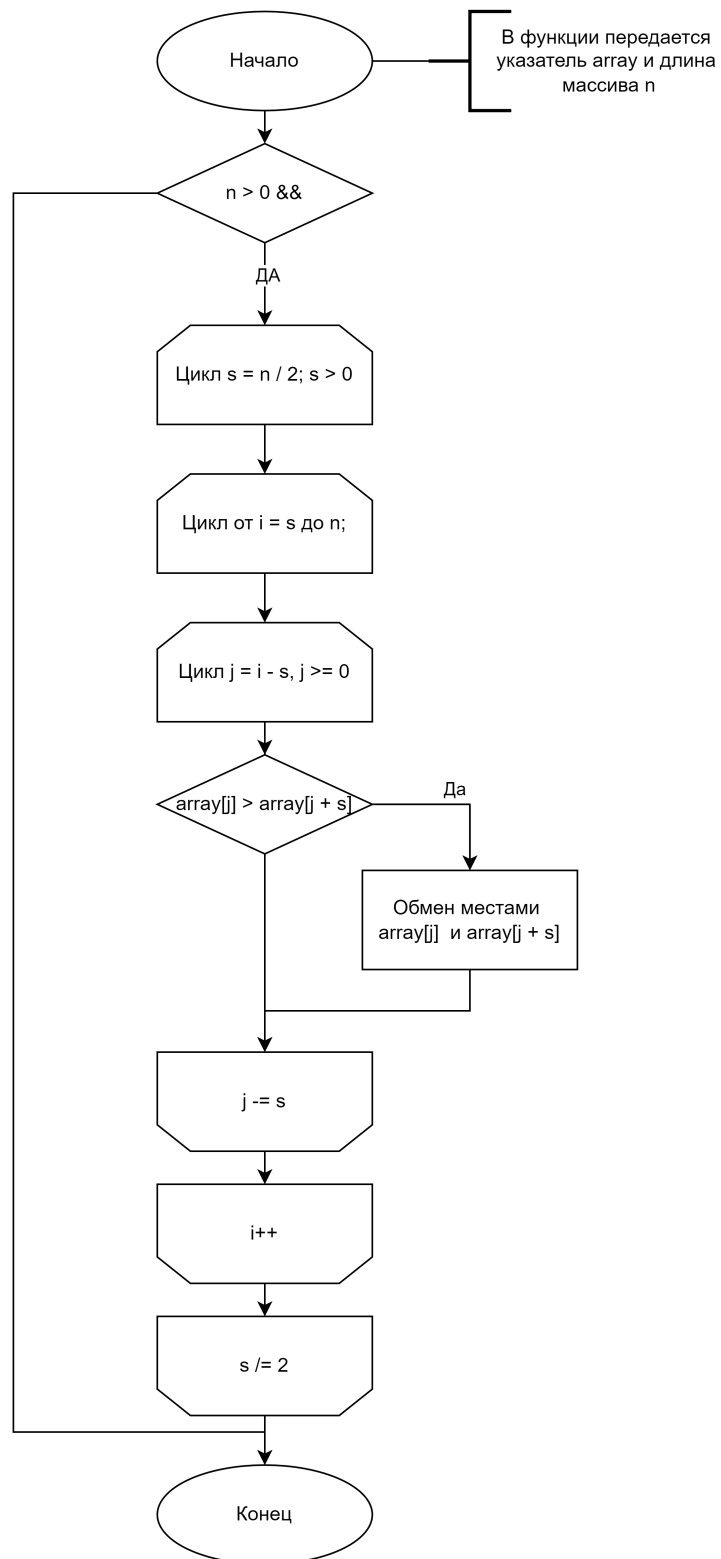 Начало
В функции передается
указатель array и длина
массива n
n > 0 &&
ДА
Цикл s = n / 2; s > 0
Цикл от i = s до n;
Цикл j = i - s, j >= 0
array[j] > array[j + s]
Да
Обмен местами
array[j] и array[j + s]
j -= s
i++
s /= 2
Конец